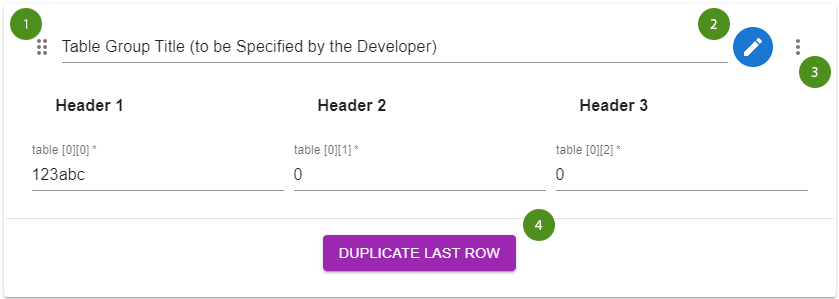 1
2
Table Group Title (to be Specified by the Developer)
3
Header 1 Header 2 Header 3
table [0][0] * table [0][1] * table [0][2] *
123abc 0 0
4
DUPLICATE LAST ROW